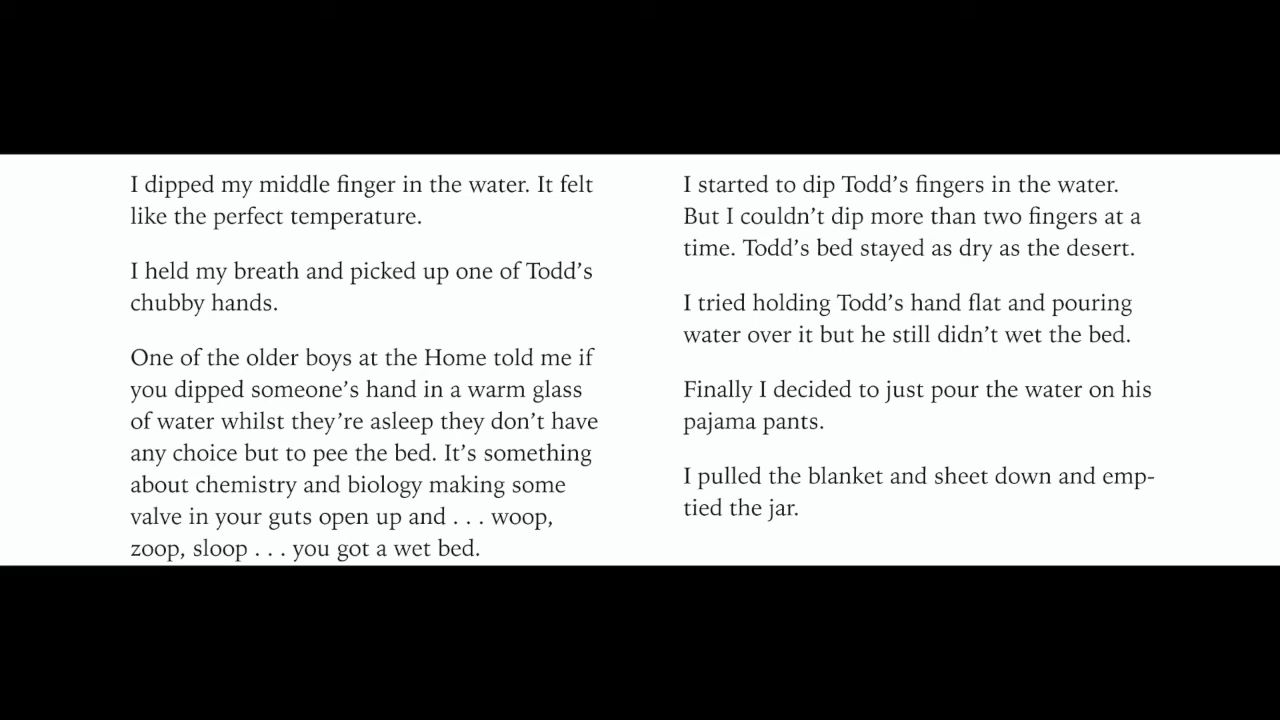 I dipped my middle finger in the water. It felt
like the perfect temperature.
I held my breath and picked up one of Todd’s
chubby hands.
One of the older boys at the Home told me if
you dipped someone’s hand in a warm glass
of water whilst they’re asleep they don’t have
any choice but to pee the bed. It’s something
about chemistry and biology making some
valve in your guts open up and . . . woop,
zoop, sloop . . . you got a wet bed.
I started to dip Todd’s fingers in the water.
But I couldn’t dip more than two fingers at a
time. Todd’s bed stayed as dry as the desert.
I tried holding Todd’s hand flat and pouring
water over it but he still didn’t wet the bed.
Finally I decided to just pour the water on his
pajama pants.
I pulled the blanket and sheet down and emp-
tied the jar.